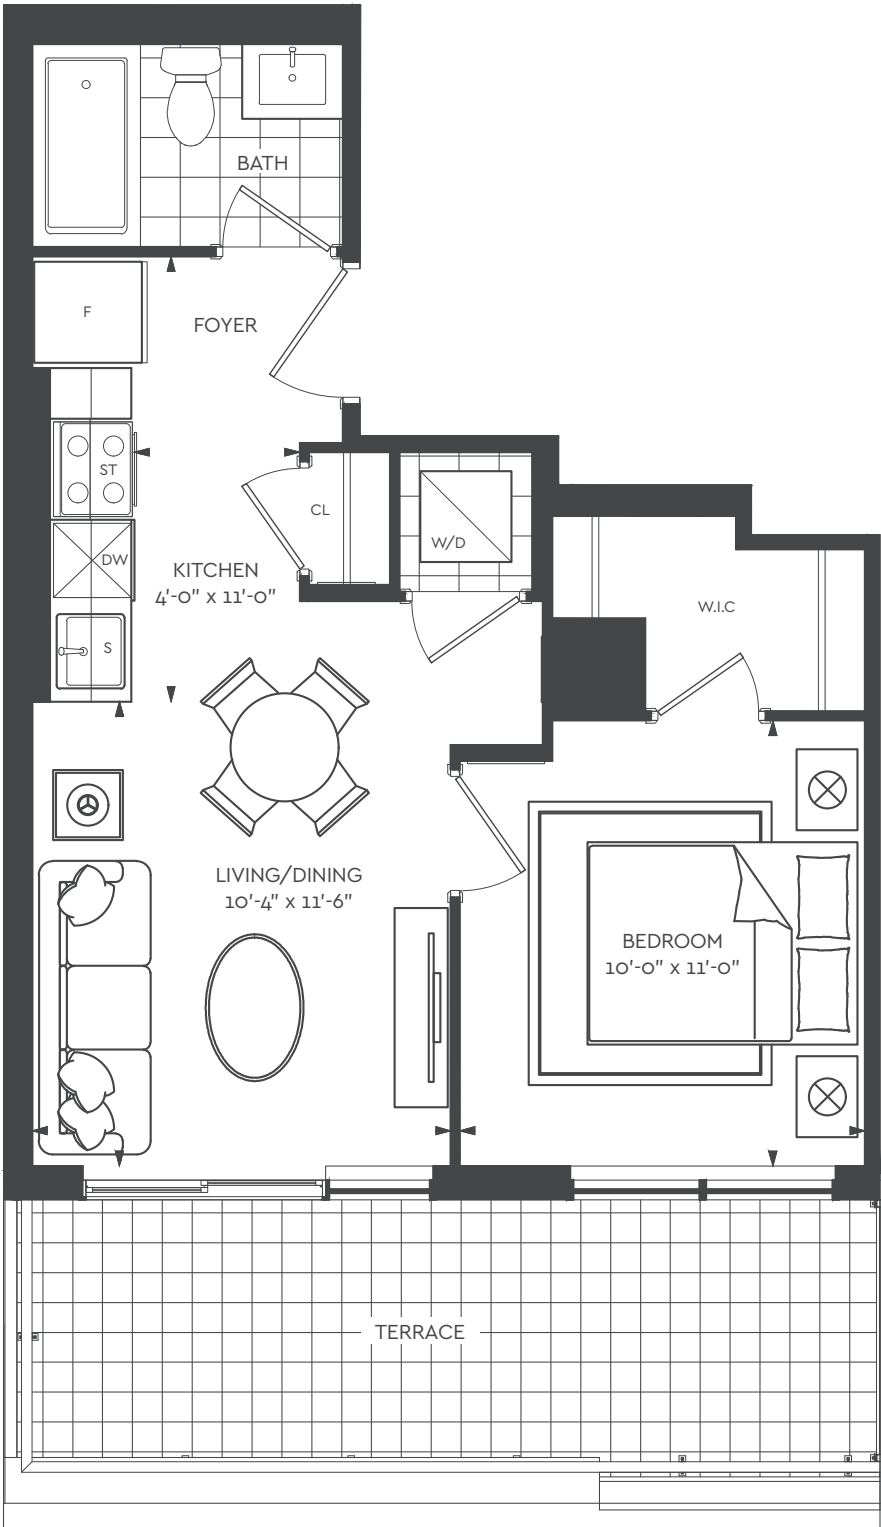 BATH
F
FOYER
ST
CL
W/D
DW
KITCHEN
4'-0" x 11'-0"
W.I.C
S
LIVING/DINING
10'-4" x 11'-6"
BEDROOM
10'-0" x 11'-0"
TERRACE